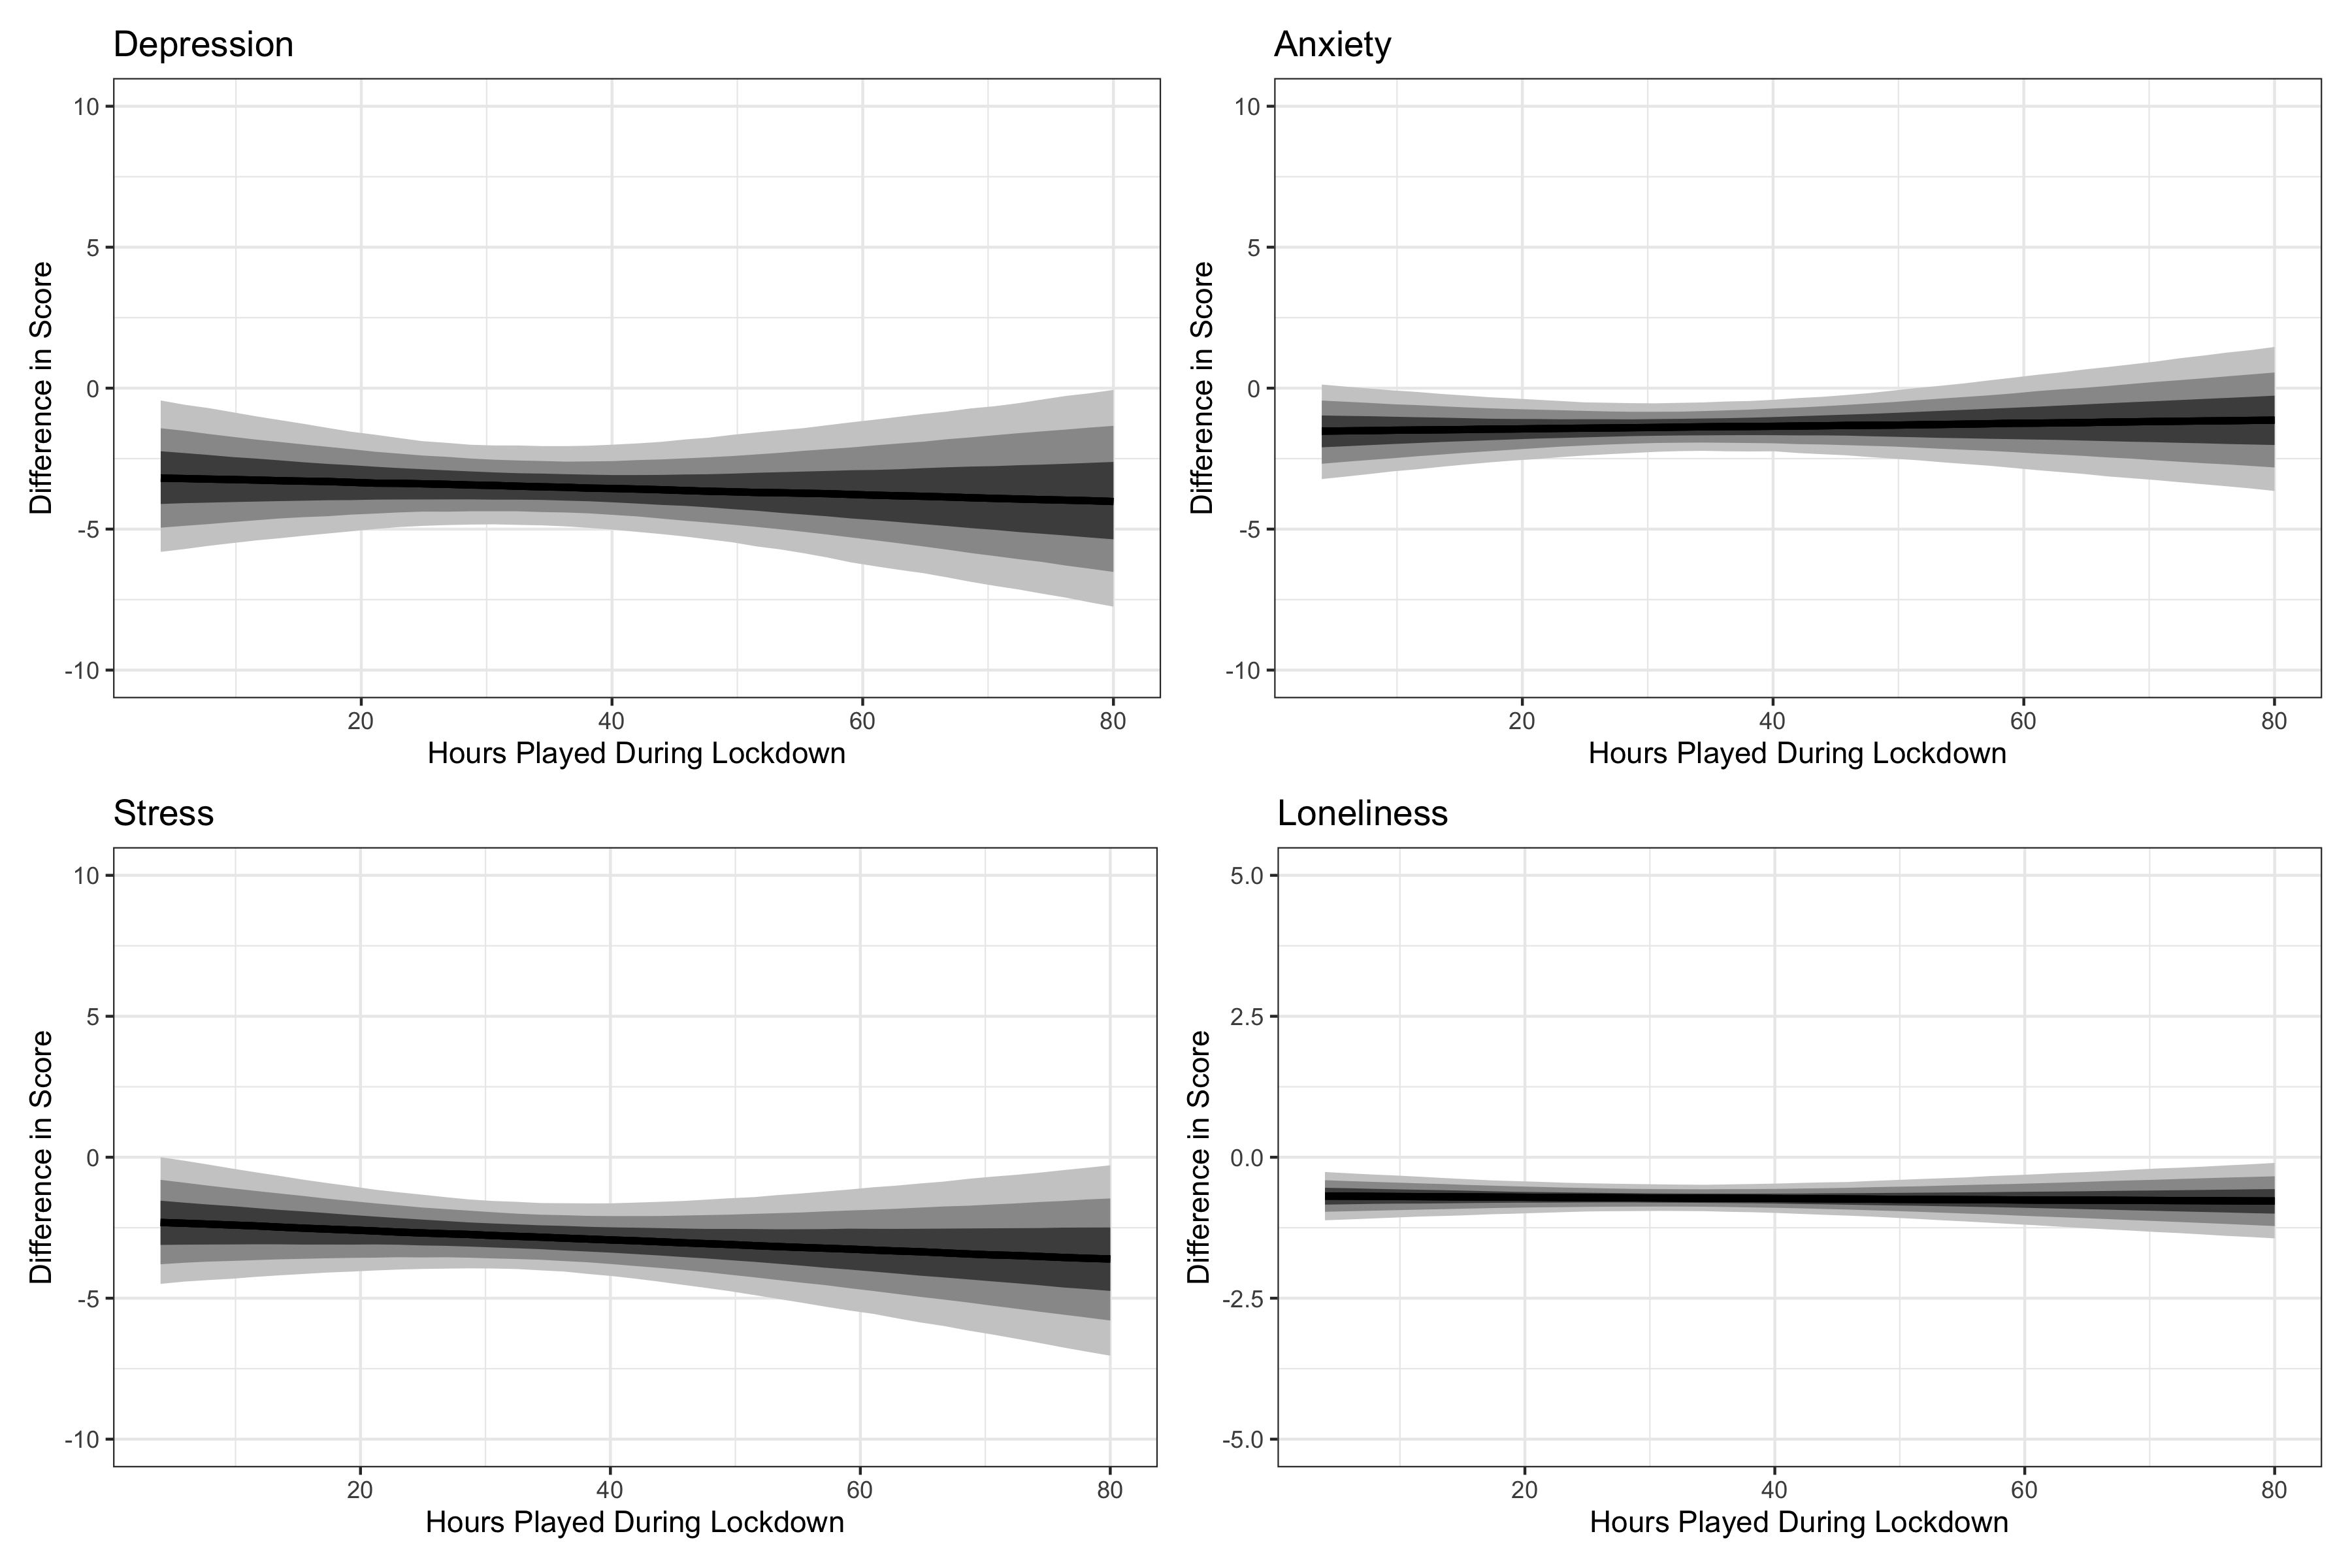 Depression
10
5
0
-5
-10
Difference in Score
20 40 60 80
Hours Played During Lockdown
Anxiety
10
5
0
-5
-10
Difference in Score
20 40 60 80
Hours Played During Lockdown
Stress
10
5
0
-5
-10
Difference in Score
20 40 60 80
Hours Played During Lockdown
Loneliness
5.0
2.5
0.0
-2.5
-5.0
Difference in Score
20 40 60 80
Hours Played During Lockdown